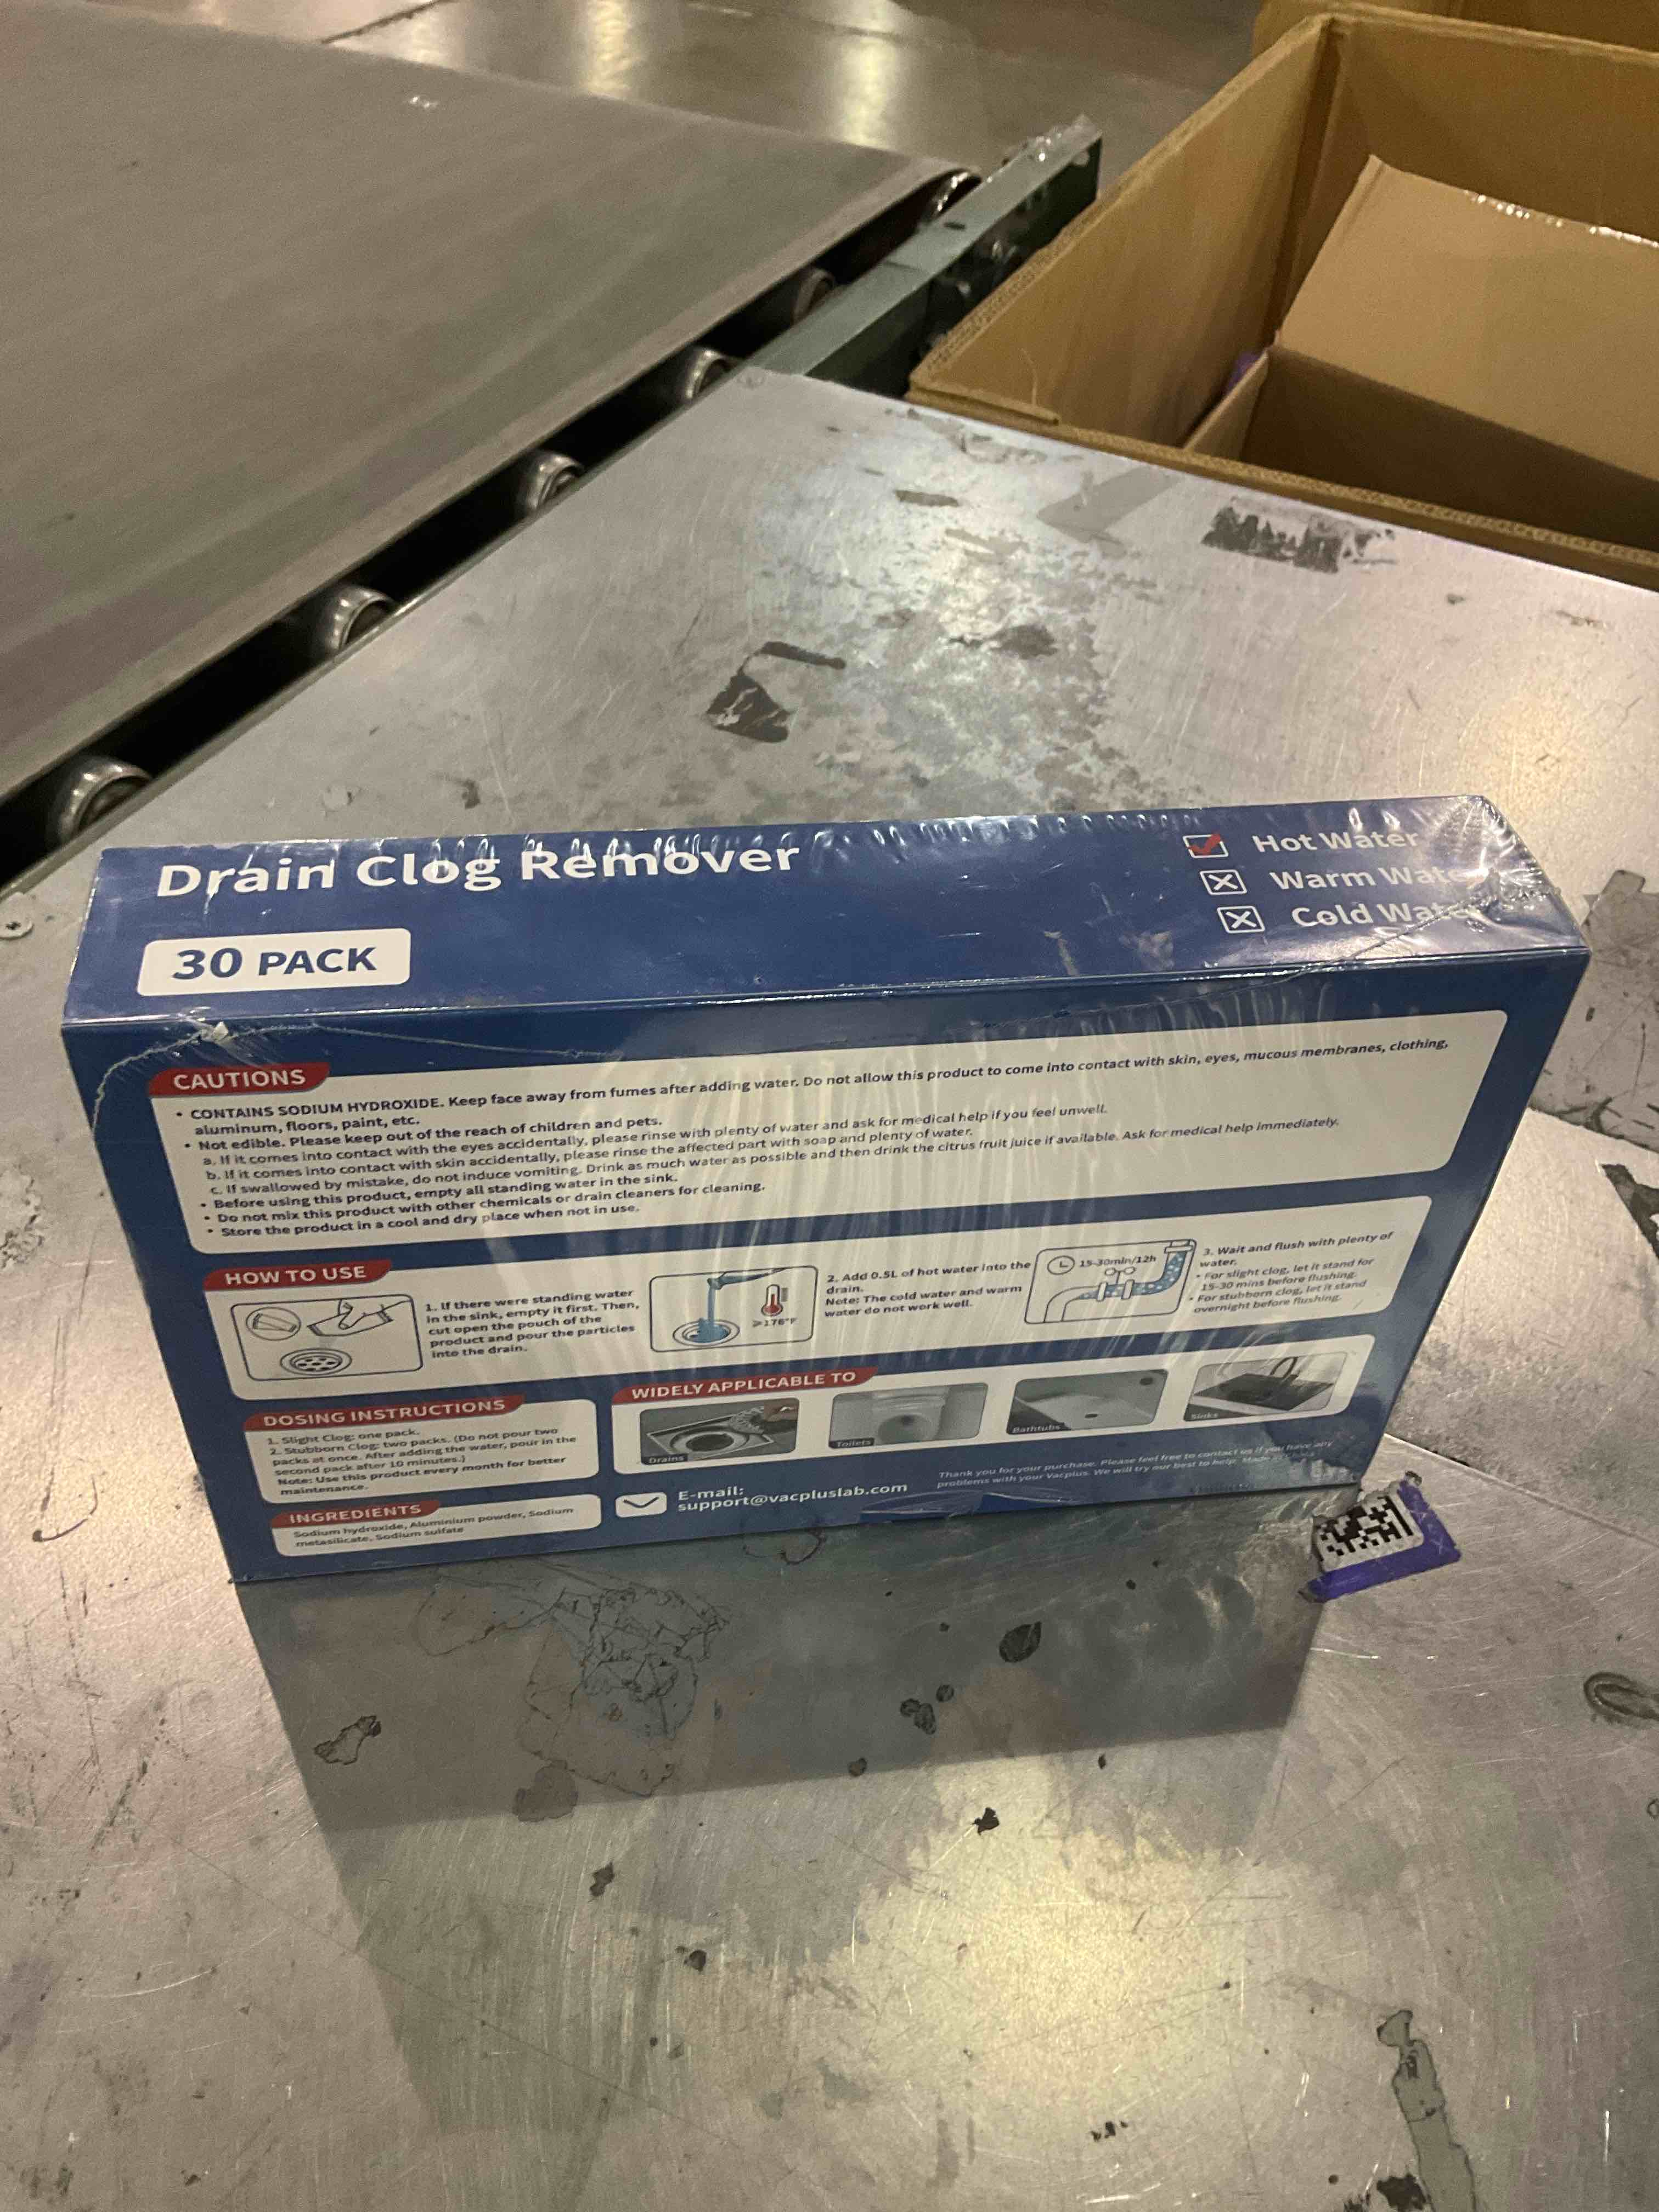 Drain Clog Remover
30 PACK
Hot Water
Warm Water
Cold Water
CAUTIONS
• CONTAINS SODIUM HYDROXIDE. Keep face away from fumes after adding water. Do not allow this product to come into contact with skin, eyes, mucous membranes, clothing,
aluminum, floors, paint, etc.
• Not edible. Please keep out of the reach of children and pets.
a. If it comes into contact with the eyes accidentally, please rinse with plenty of water and ask for medical help if you feel unwell.
b. If it comes into contact with skin accidentally, please rinse the affected part with soap and plenty of water.
c. If swallowed by mistake, do not induce vomiting. Drink as much water as possible and then drink the citrus fruit juice if available. Ask for medical help immediately.
• Before using this product, empty all standing water in the sink.
• Do not mix this product with other chemicals or drain cleaners for cleaning.
• Store the product in a cool and dry place when not in use.
HOW TO USE
1. If there were standing water
in the sink, empty it first. Then,
cut open the pouch of the
product and pour the particles
into the drain.
≥176°F
2. Add 0.5L of hot water into the
drain.
Note: The cold water and warm
water do not work well.
15-30min/12h
3. Wait and flush with plenty of
water.
• For slight clog, let it stand for
15-30 mins before flushing.
• For stubborn clog, let it stand
overnight before flushing.
DOSING INSTRUCTIONS
1. Slight Clog: one pack.
2. Stubborn Clog: two packs. (Do not pour two
packs at once. After adding the water, pour in the
second pack after 10 minutes.)
Note: Use this product every month for better
maintenance.
WIDELY APPLICABLE TO
Drains
Toilets
Bathtubs
Sinks
INGREDIENTS
Sodium hydroxide, Aluminium powder, Sodium
metasilicate, Sodium sulfate
E-mail:
support@vacpluslab.com
Thank you for your purchase. Please feel free to contact us if you have any
problems with your Vacplus. We will try our best to help. Made